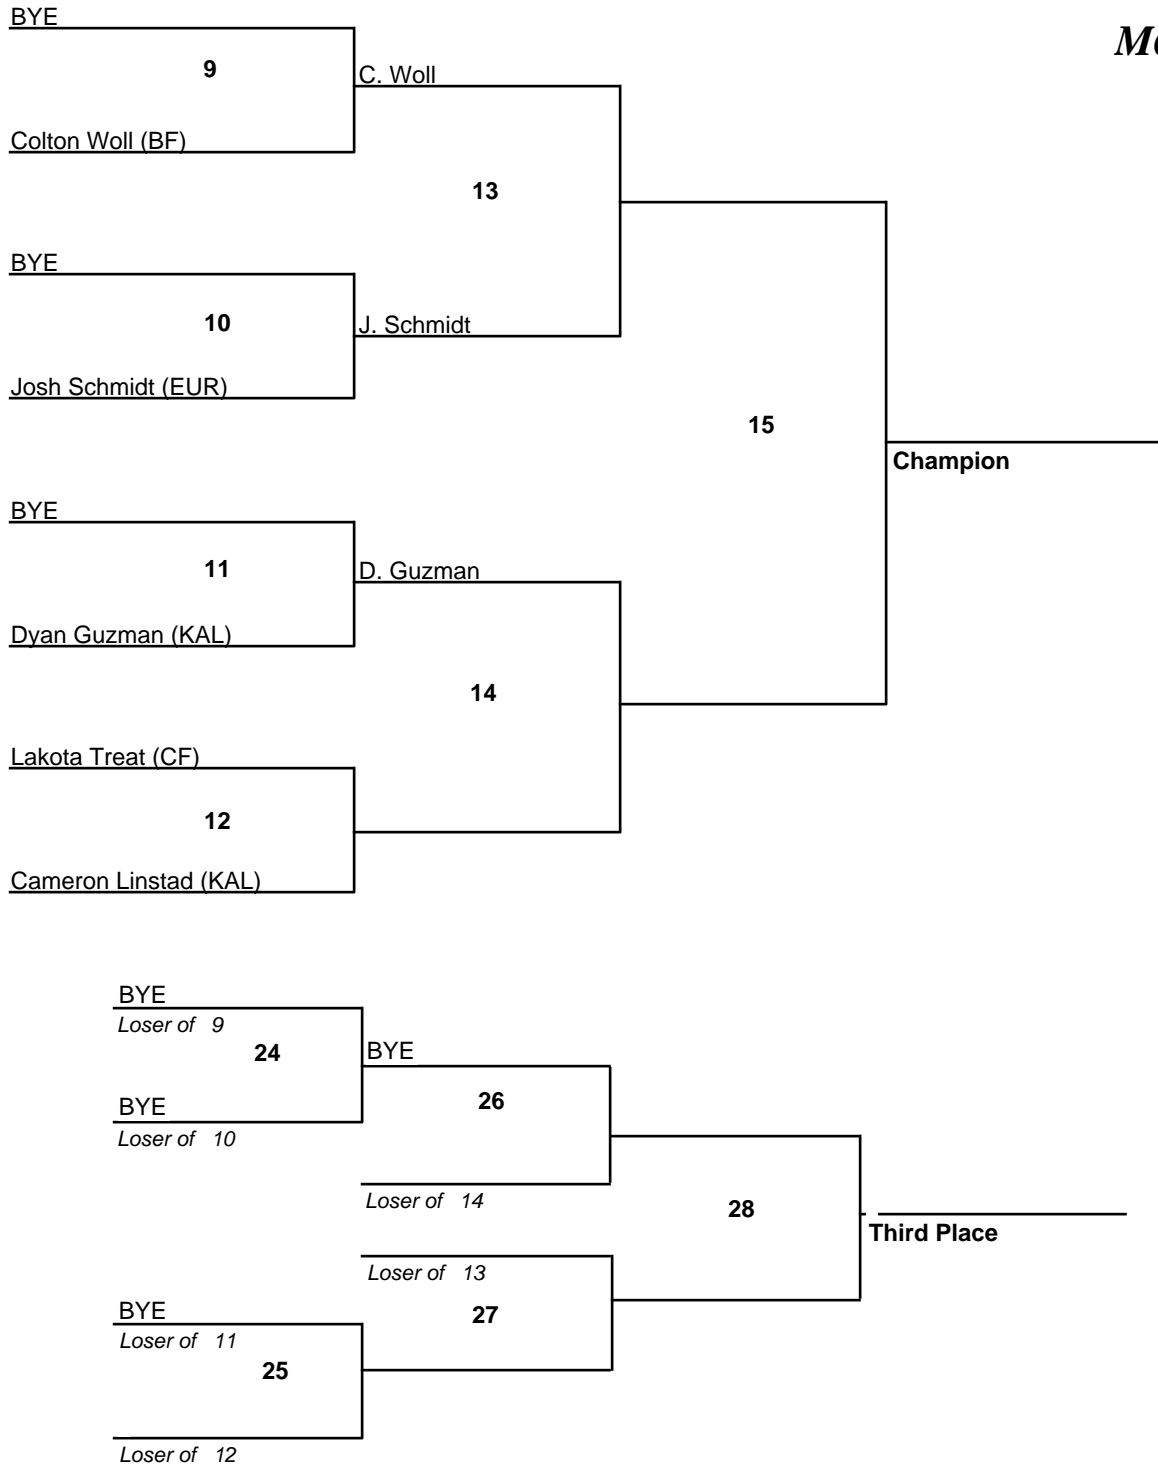 BYE
Mo
9
C. Woll
Colton Woll (BF)
13
BYE
10
J. Schmidt
Josh Schmidt (EUR)
15
Champion
BYE
11
D. Guzman
Dyan Guzman (KAL)
14
Lakota Treat (CF)
12
Cameron Linstad (KAL)
BYE
Loser of 9
24
BYE
BYE
26
Loser of 10
Loser of 14
28
Third Place
Loser of 13
BYE
27
Loser of 11
25
Loser of 12